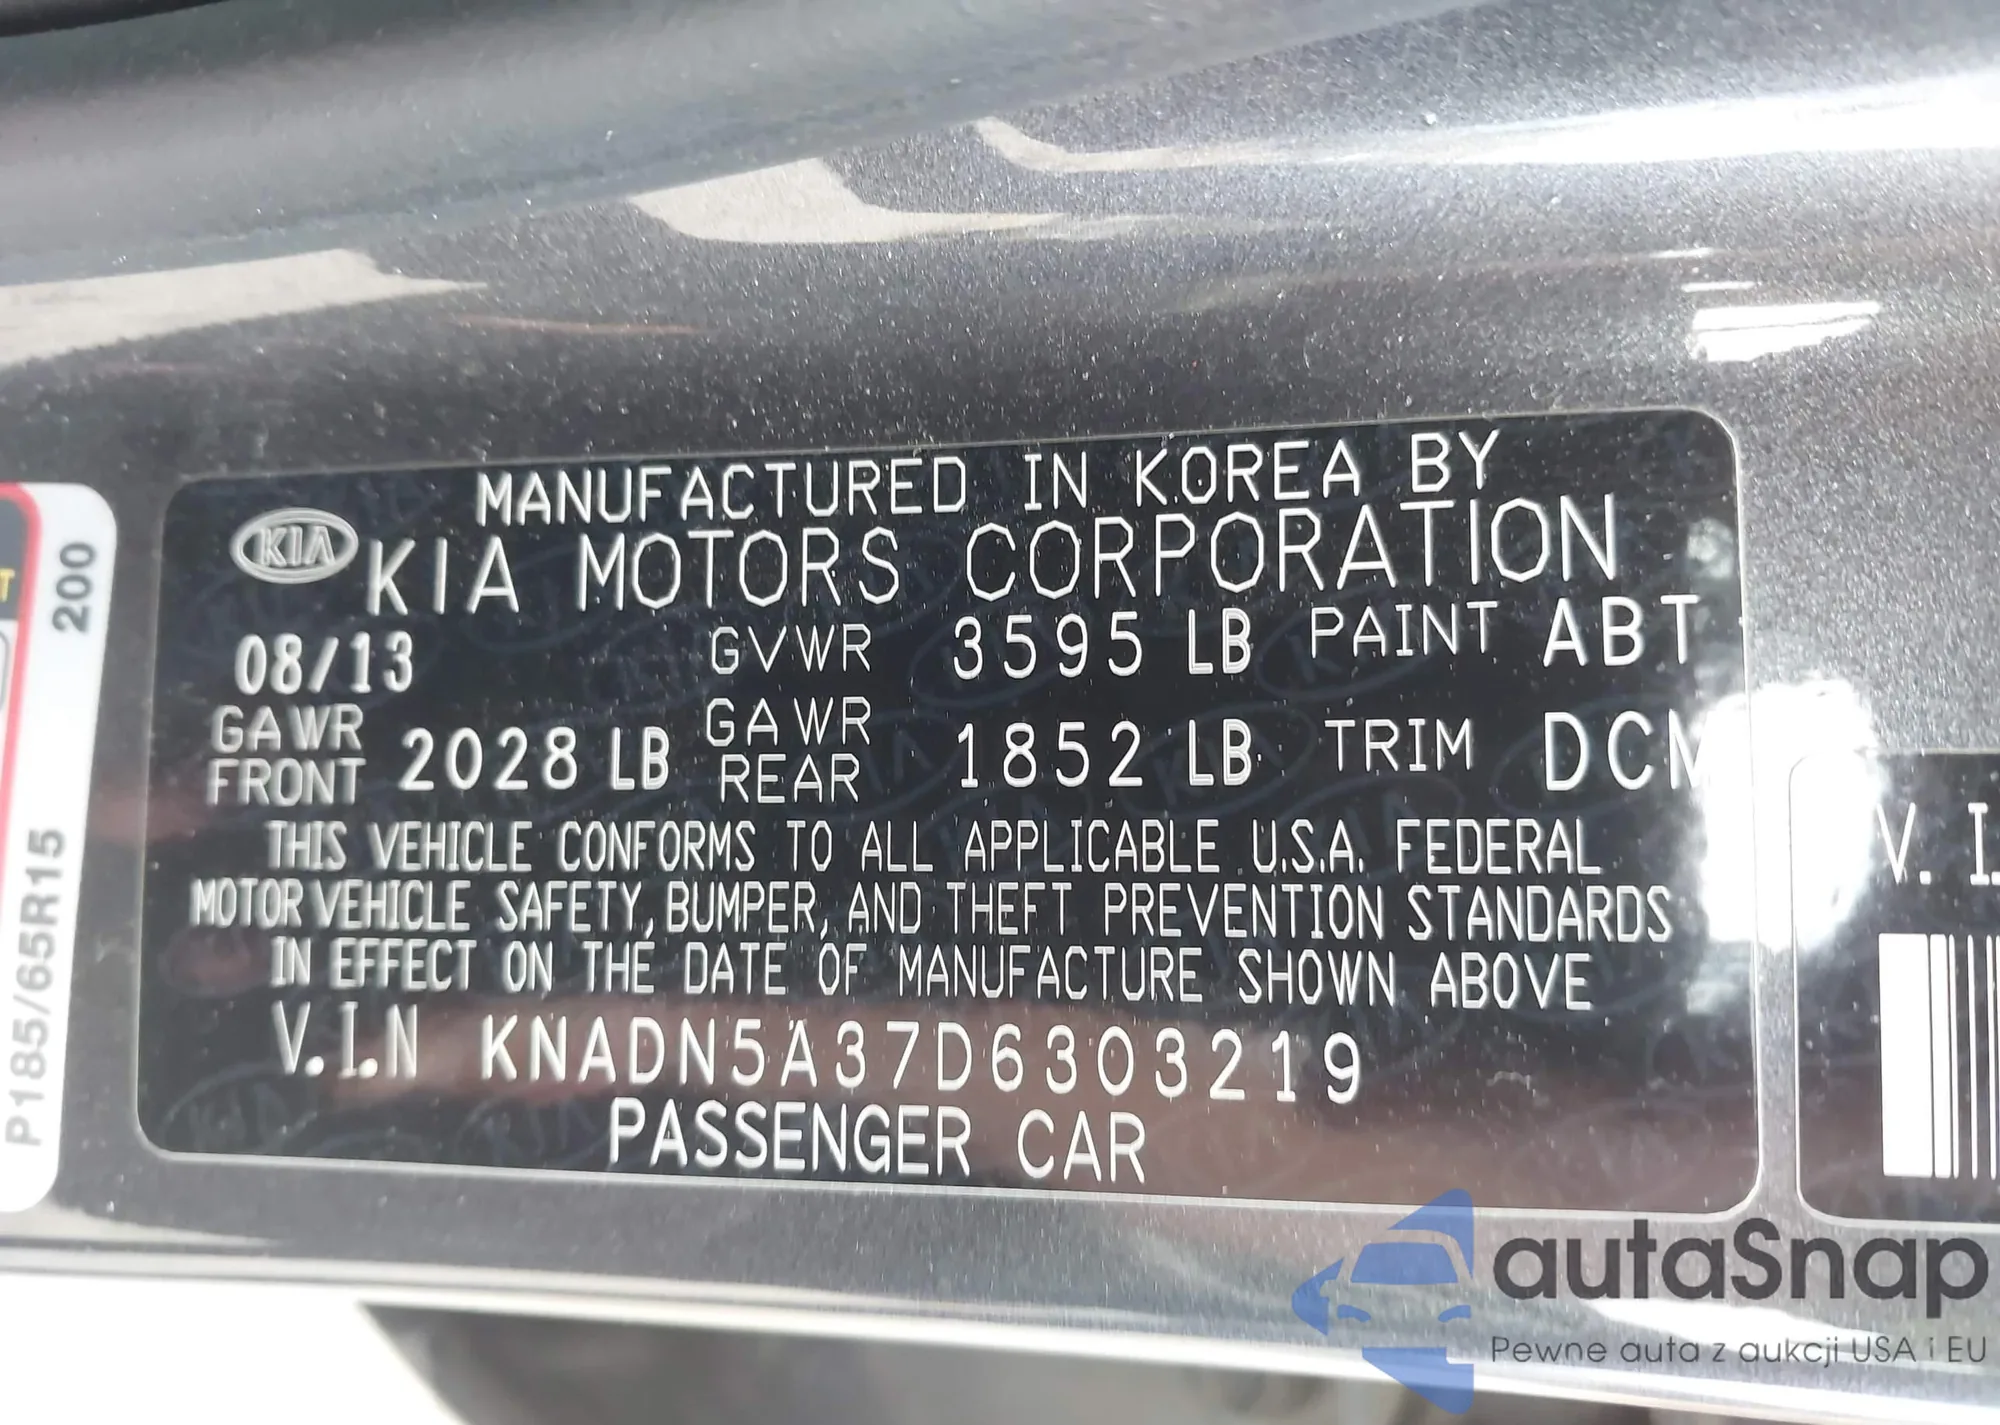 MANUFACTURED IN KOREA BY
KIA KIA MOTORS CORPORATION
08/13 GVWR 3595 LB PAINT ABT
GAWR FRONT 2028 LB GAWR REAR 1852 LB TRIM DCM
THIS VEHICLE CONFORMS TO ALL APPLICABLE U.S.A. FEDERAL
MOTOR VEHICLE SAFETY, BUMPER, AND THEFT PREVENTION STANDARDS
IN EFFECT ON THE DATE OF MANUFACTURE SHOWN ABOVE
V.I.N KNADN5A37D6303219
PASSENGER CAR
T
200
P185/65R15
V. I.
autaSnap
Pewne auta z aukcji USA i EU